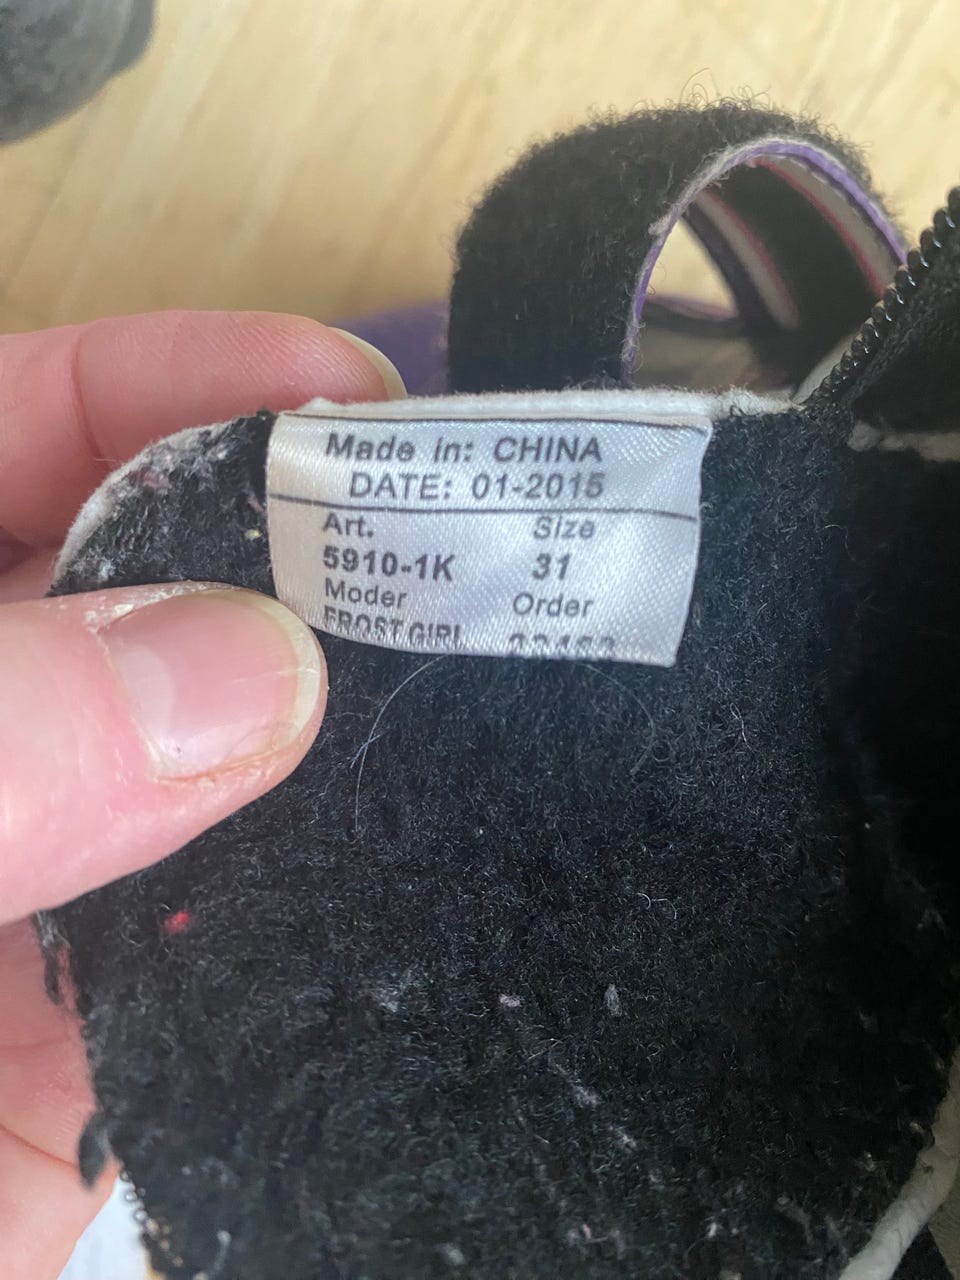 Made in: CHINA
DATE: 01-2015
Art. Size
5910-1K 31
Moder Order
FROST GIRL